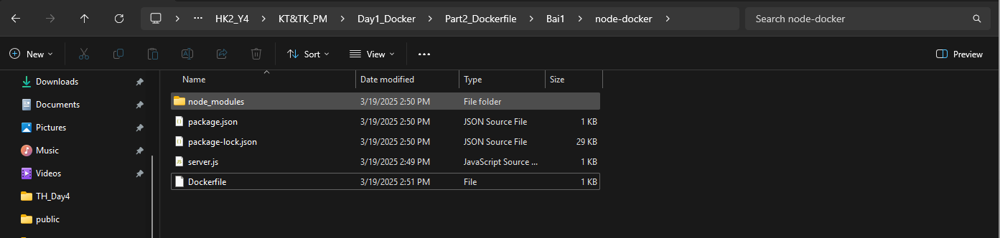 HK2_Y4 > KT&TK_PM > Day1_Docker > Part2_Dockerfile > Bai1 > node-docker >
Search node-docker
New
Sort
View
Preview
Name
Date modified
Type
Size
Downloads
Documents
Pictures
Music
Videos
TH_Day4
public
node_modules 3/19/2025 2:50 PM File folder
package.json 3/19/2025 2:50 PM JSON Source File 1 KB
package-lock.json 3/19/2025 2:50 PM JSON Source File 29 KB
server.js 3/19/2025 2:49 PM JavaScript Source ... 1 KB
Dockerfile 3/19/2025 2:51 PM File 1 KB